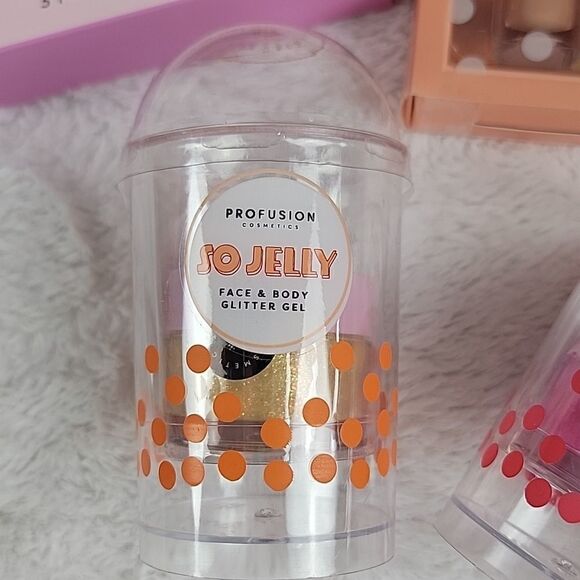 PROFUSION
COSMETICS
SO JELLY
FACE & BODY
GLITTER GEL